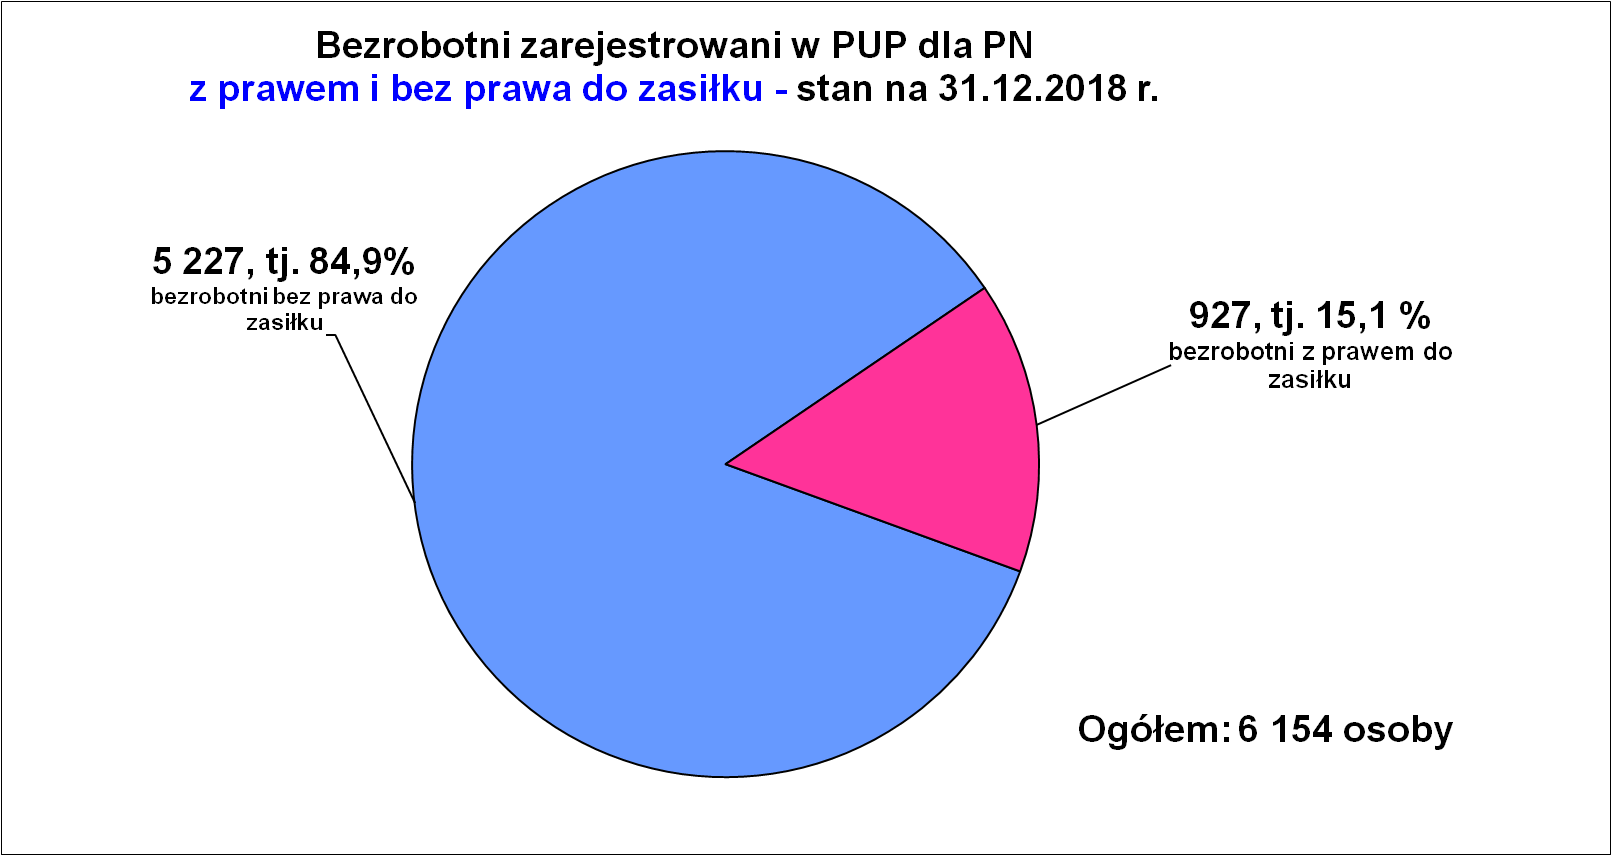 Bezrobotni zarejestrowani w PUP dla PN
z prawem i bez prawa do zasiłku - stan na 31.12.2018 r.
5 227, tj. 84,9%
bezrobotni bez prawa do
zasiłku
927, tj. 15,1 %
bezrobotni z prawem do
zasiłku
Ogółem: 6 154 osoby